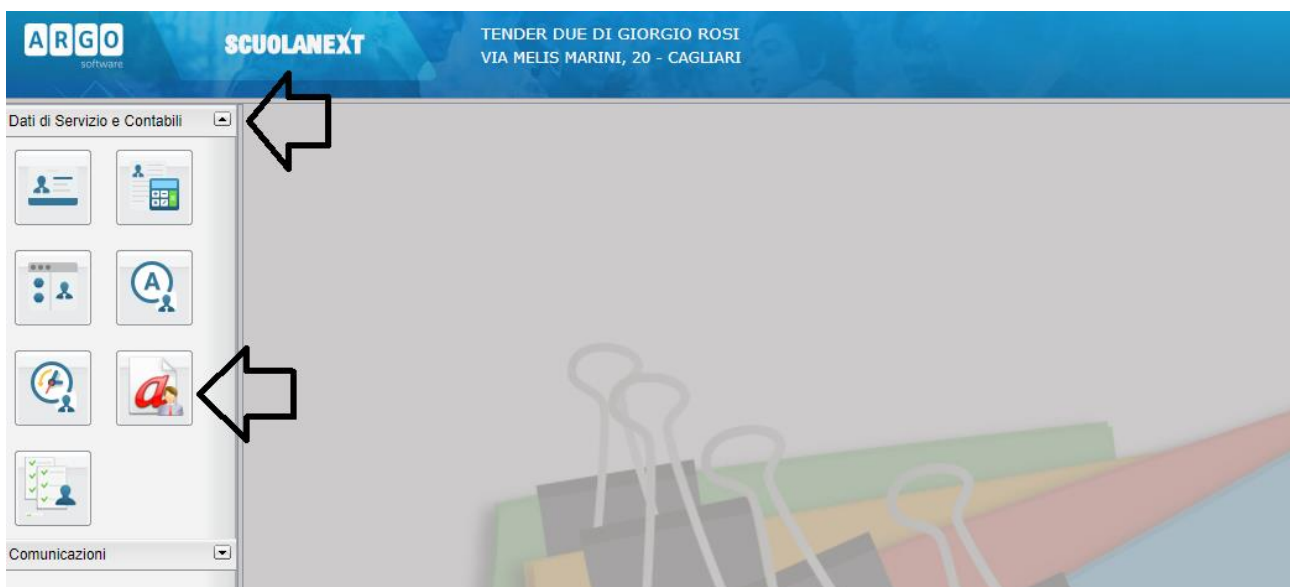 ARGO
software
SCUOLANEXT
TENDER DUE DI GIORGIO ROSI
VIA MELIS MARINI, 20 - CAGLIARI
Dati di Servizio e Contabili
A
a
Comunicazioni